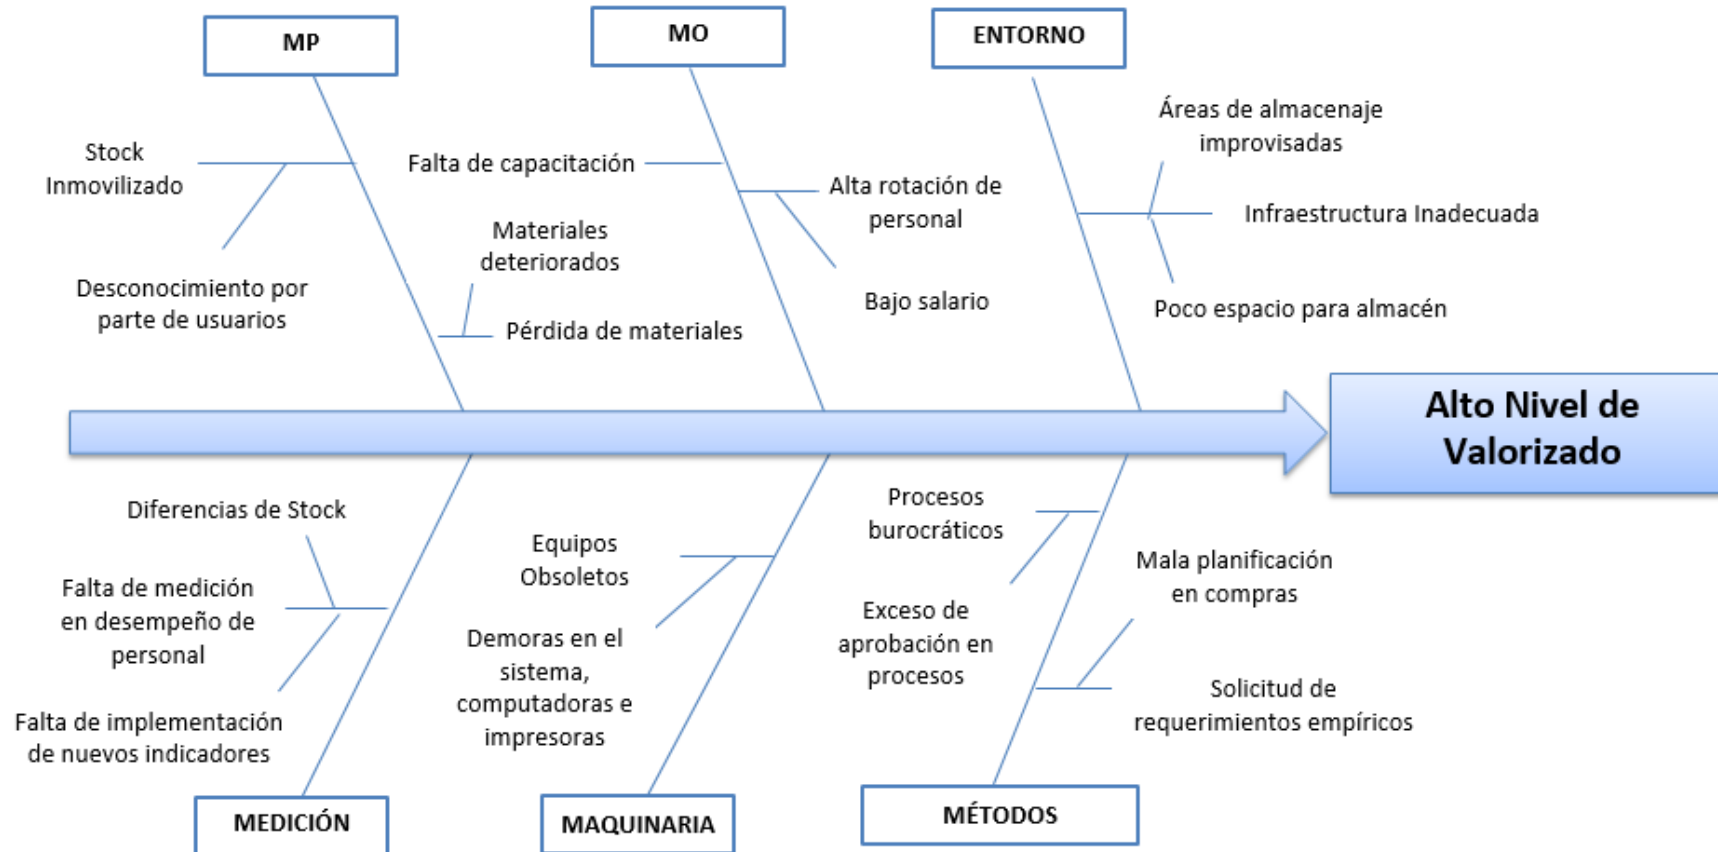 MP
MO
ENTORNO
Stock
Inmovilizado
Desconocimiento por
parte de usuarios
Materiales
deteriorados
Pérdida de materiales
Falta de capacitación
Alta rotación de
personal
Bajo salario
Áreas de almacenaje
improvisadas
Infraestructura Inadecuada
Poco espacio para almacén
Alto Nivel de
Valorizado
Diferencias de Stock
Falta de medición
en desempeño de
personal
Falta de implementación
de nuevos indicadores
Equipos
Obsoletos
Demoras en el
sistema,
computadoras e
impresoras
Procesos
burocráticos
Exceso de
aprobación en
procesos
Mala planificación
en compras
Solicitud de
requerimientos empíricos
MEDICIÓN
MAQUINARIA
MÉTODOS